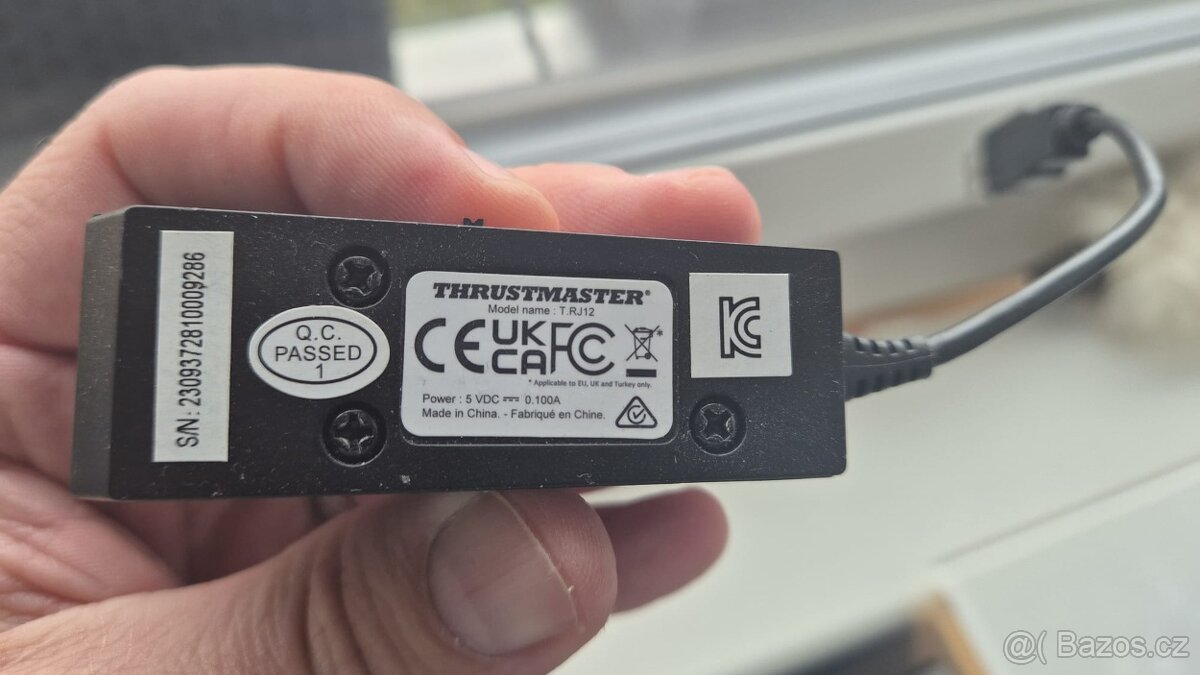 S/N: 2309372810009286
Q.C.
PASSED
1
THRUSTMASTER®
Model name : T.RJ12
CE UK CA FC
* Applicable to EU, UK and Turkey only.
Power : 5 VDC ⎓ 0.100A
Made in China. - Fabriqué en Chine.
KC
@( Bazos.cz